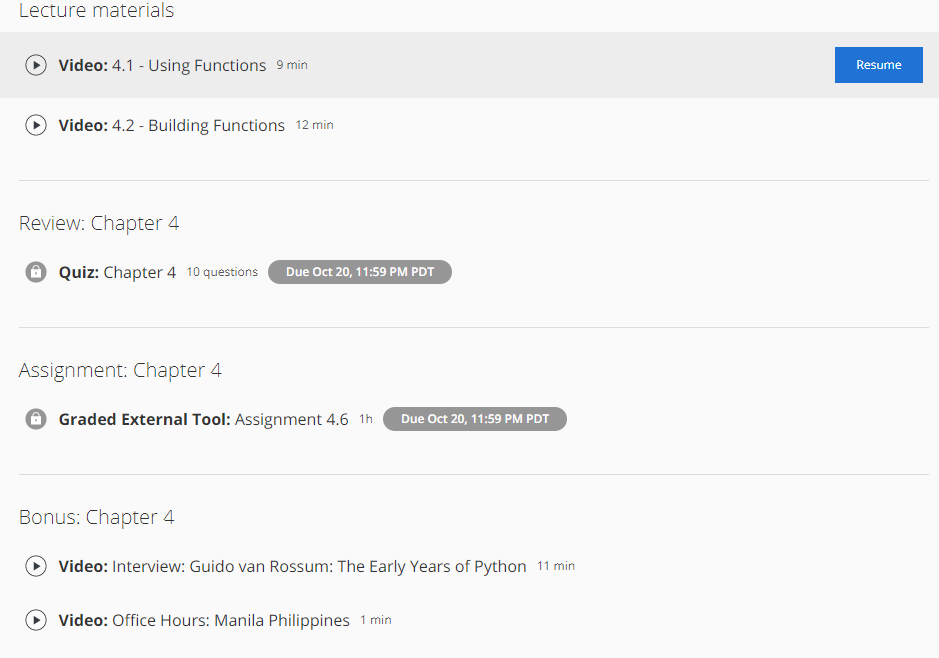 Lecture materials
Video: 4.1 - Using Functions 9 min Resume
Video: 4.2 - Building Functions 12 min
Review: Chapter 4
Quiz: Chapter 4 10 questions Due Oct 20, 11:59 PM PDT
Assignment: Chapter 4
Graded External Tool: Assignment 4.6 1h Due Oct 20, 11:59 PM PDT
Bonus: Chapter 4
Video: Interview: Guido van Rossum: The Early Years of Python 11 min
Video: Office Hours: Manila Philippines 1 min